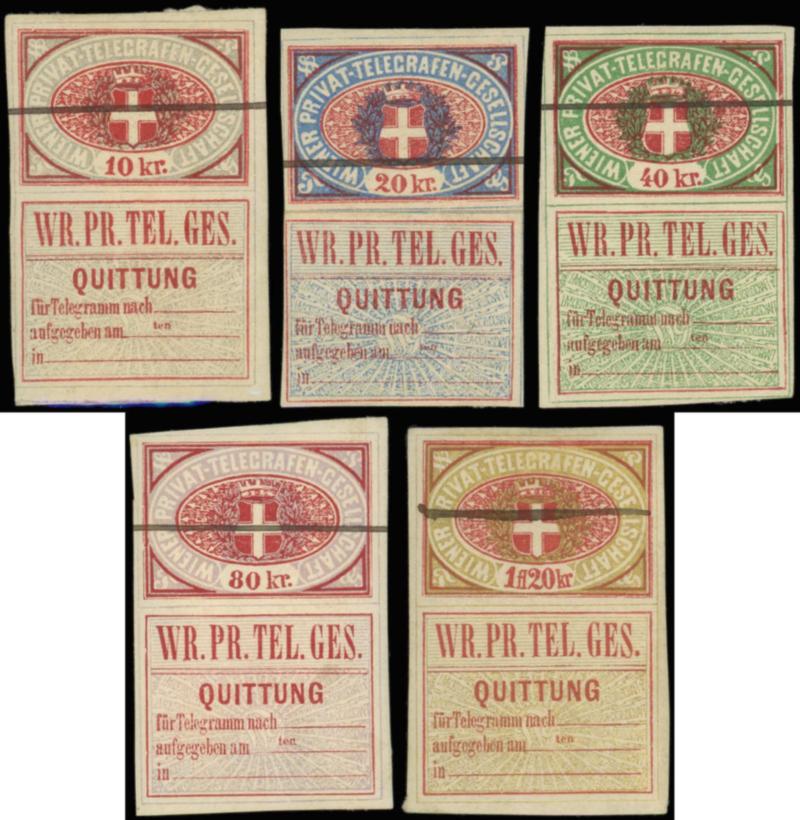 WIENER PRIVAT-TELEGRAFEN-GESELLSCHAFT
10 kr.
WR. PR. TEL. GES.
QUITTUNG
für Telegramm nach
aufgegeben am ten
in
WIENER PRIVAT-TELEGRAFEN-GESELLSCHAFT
20 kr.
WR. PR. TEL. GES.
QUITTUNG
für Telegramm nach
aufgegeben am ten
in
WIENER PRIVAT-TELEGRAFEN-GESELLSCHAFT
40 kr.
WR. PR. TEL. GES.
QUITTUNG
für Telegramm nach
aufgegeben am ten
in
WIENER PRIVAT-TELEGRAFEN-GESELLSCHAFT
80 kr.
WR. PR. TEL. GES.
QUITTUNG
für Telegramm nach
aufgegeben am ten
in
WIENER PRIVAT-TELEGRAFEN-GESELLSCHAFT
1fl20kr
WR. PR. TEL. GES.
QUITTUNG
für Telegramm nach
aufgegeben am ten
in